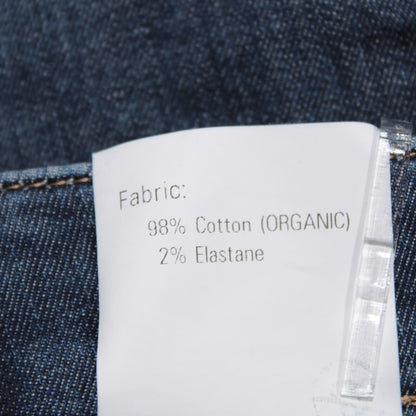 Fabric:
98% Cotton (ORGANIC)
2% Elastane